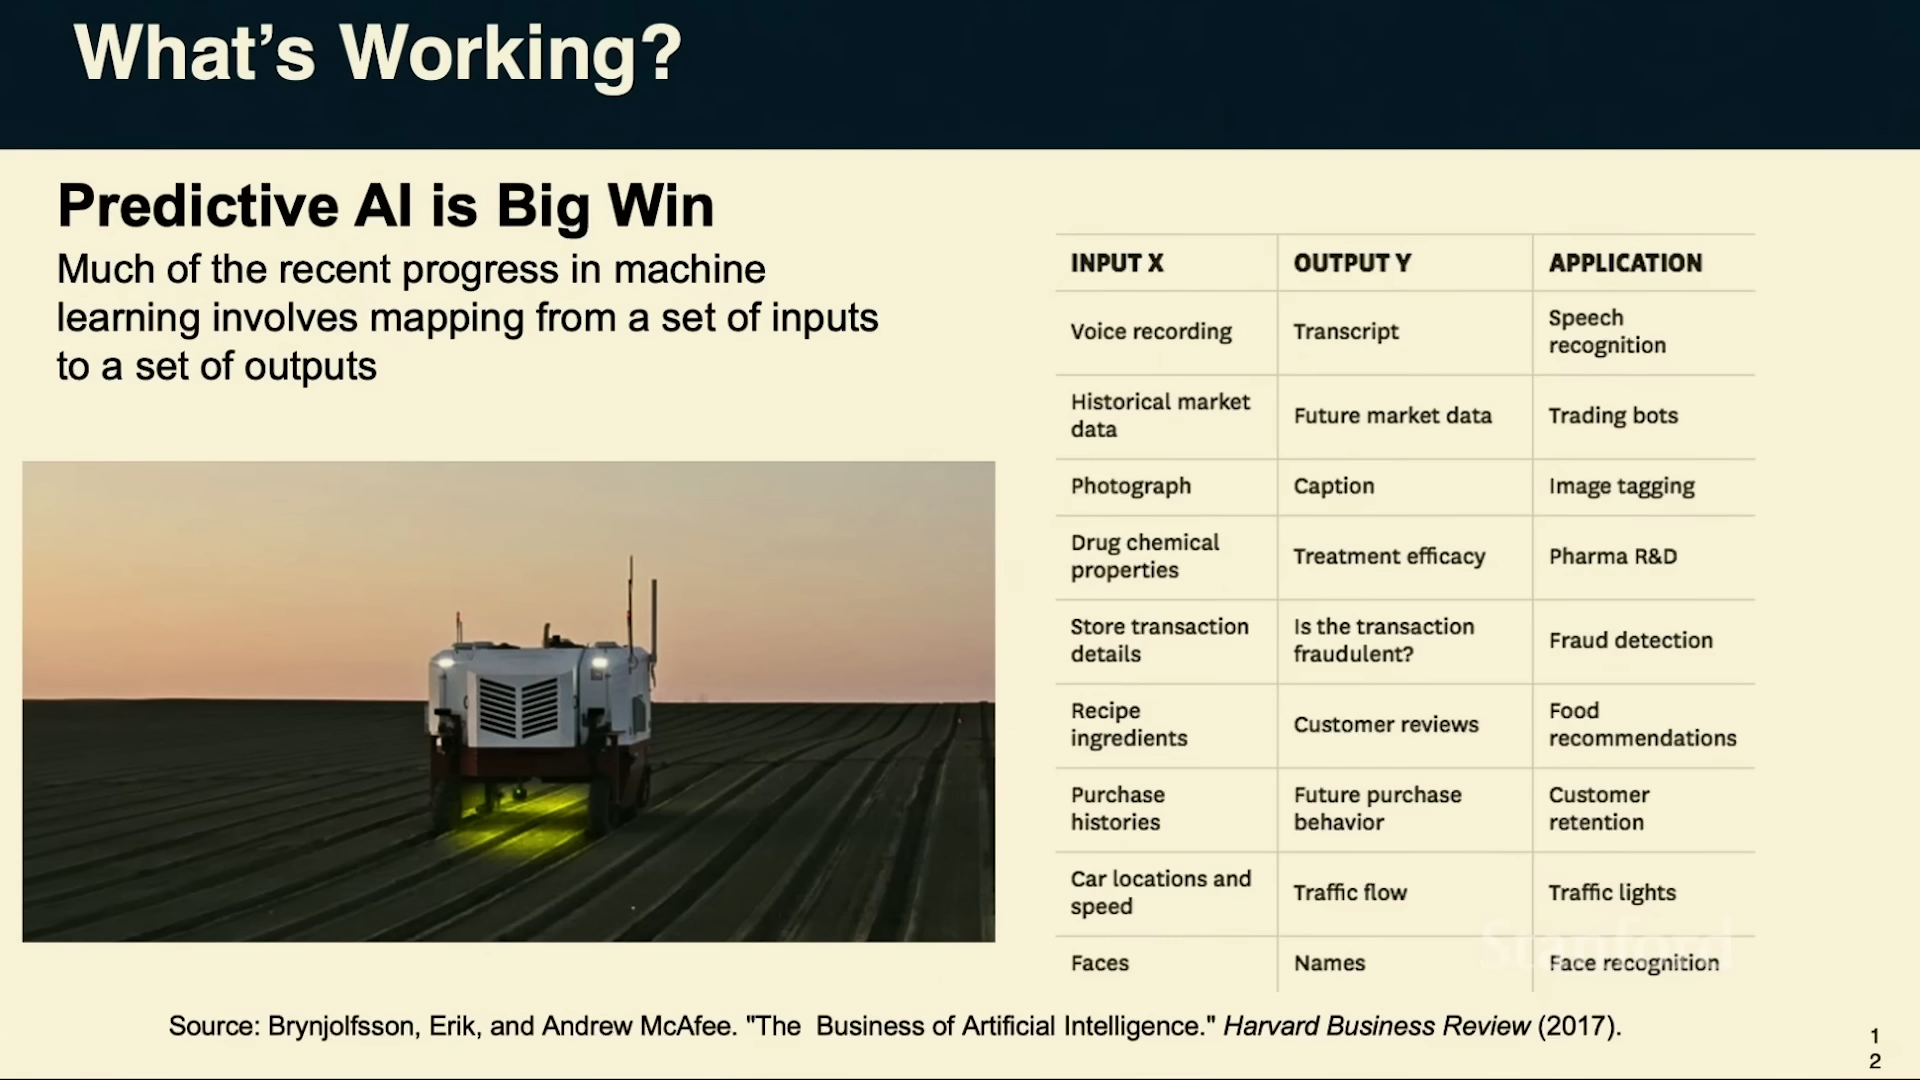 What's Working?
Predictive AI is Big Win
Much of the recent progress in machine
learning involves mapping from a set of inputs
to a set of outputs
INPUT X OUTPUT Y APPLICATION
Voice recording Transcript Speech recognition
Historical market data Future market data Trading bots
Photograph Caption Image tagging
Drug chemical properties Treatment efficacy Pharma R&D
Store transaction details Is the transaction fraudulent? Fraud detection
Recipe ingredients Customer reviews Food recommendations
Purchase histories Future purchase behavior Customer retention
Car locations and speed Traffic flow Traffic lights
Faces Names Face recognition
Stanford
Source: Brynjolfsson, Erik, and Andrew McAfee. "The  Business of Artificial Intelligence." Harvard Business Review (2017).
1
2